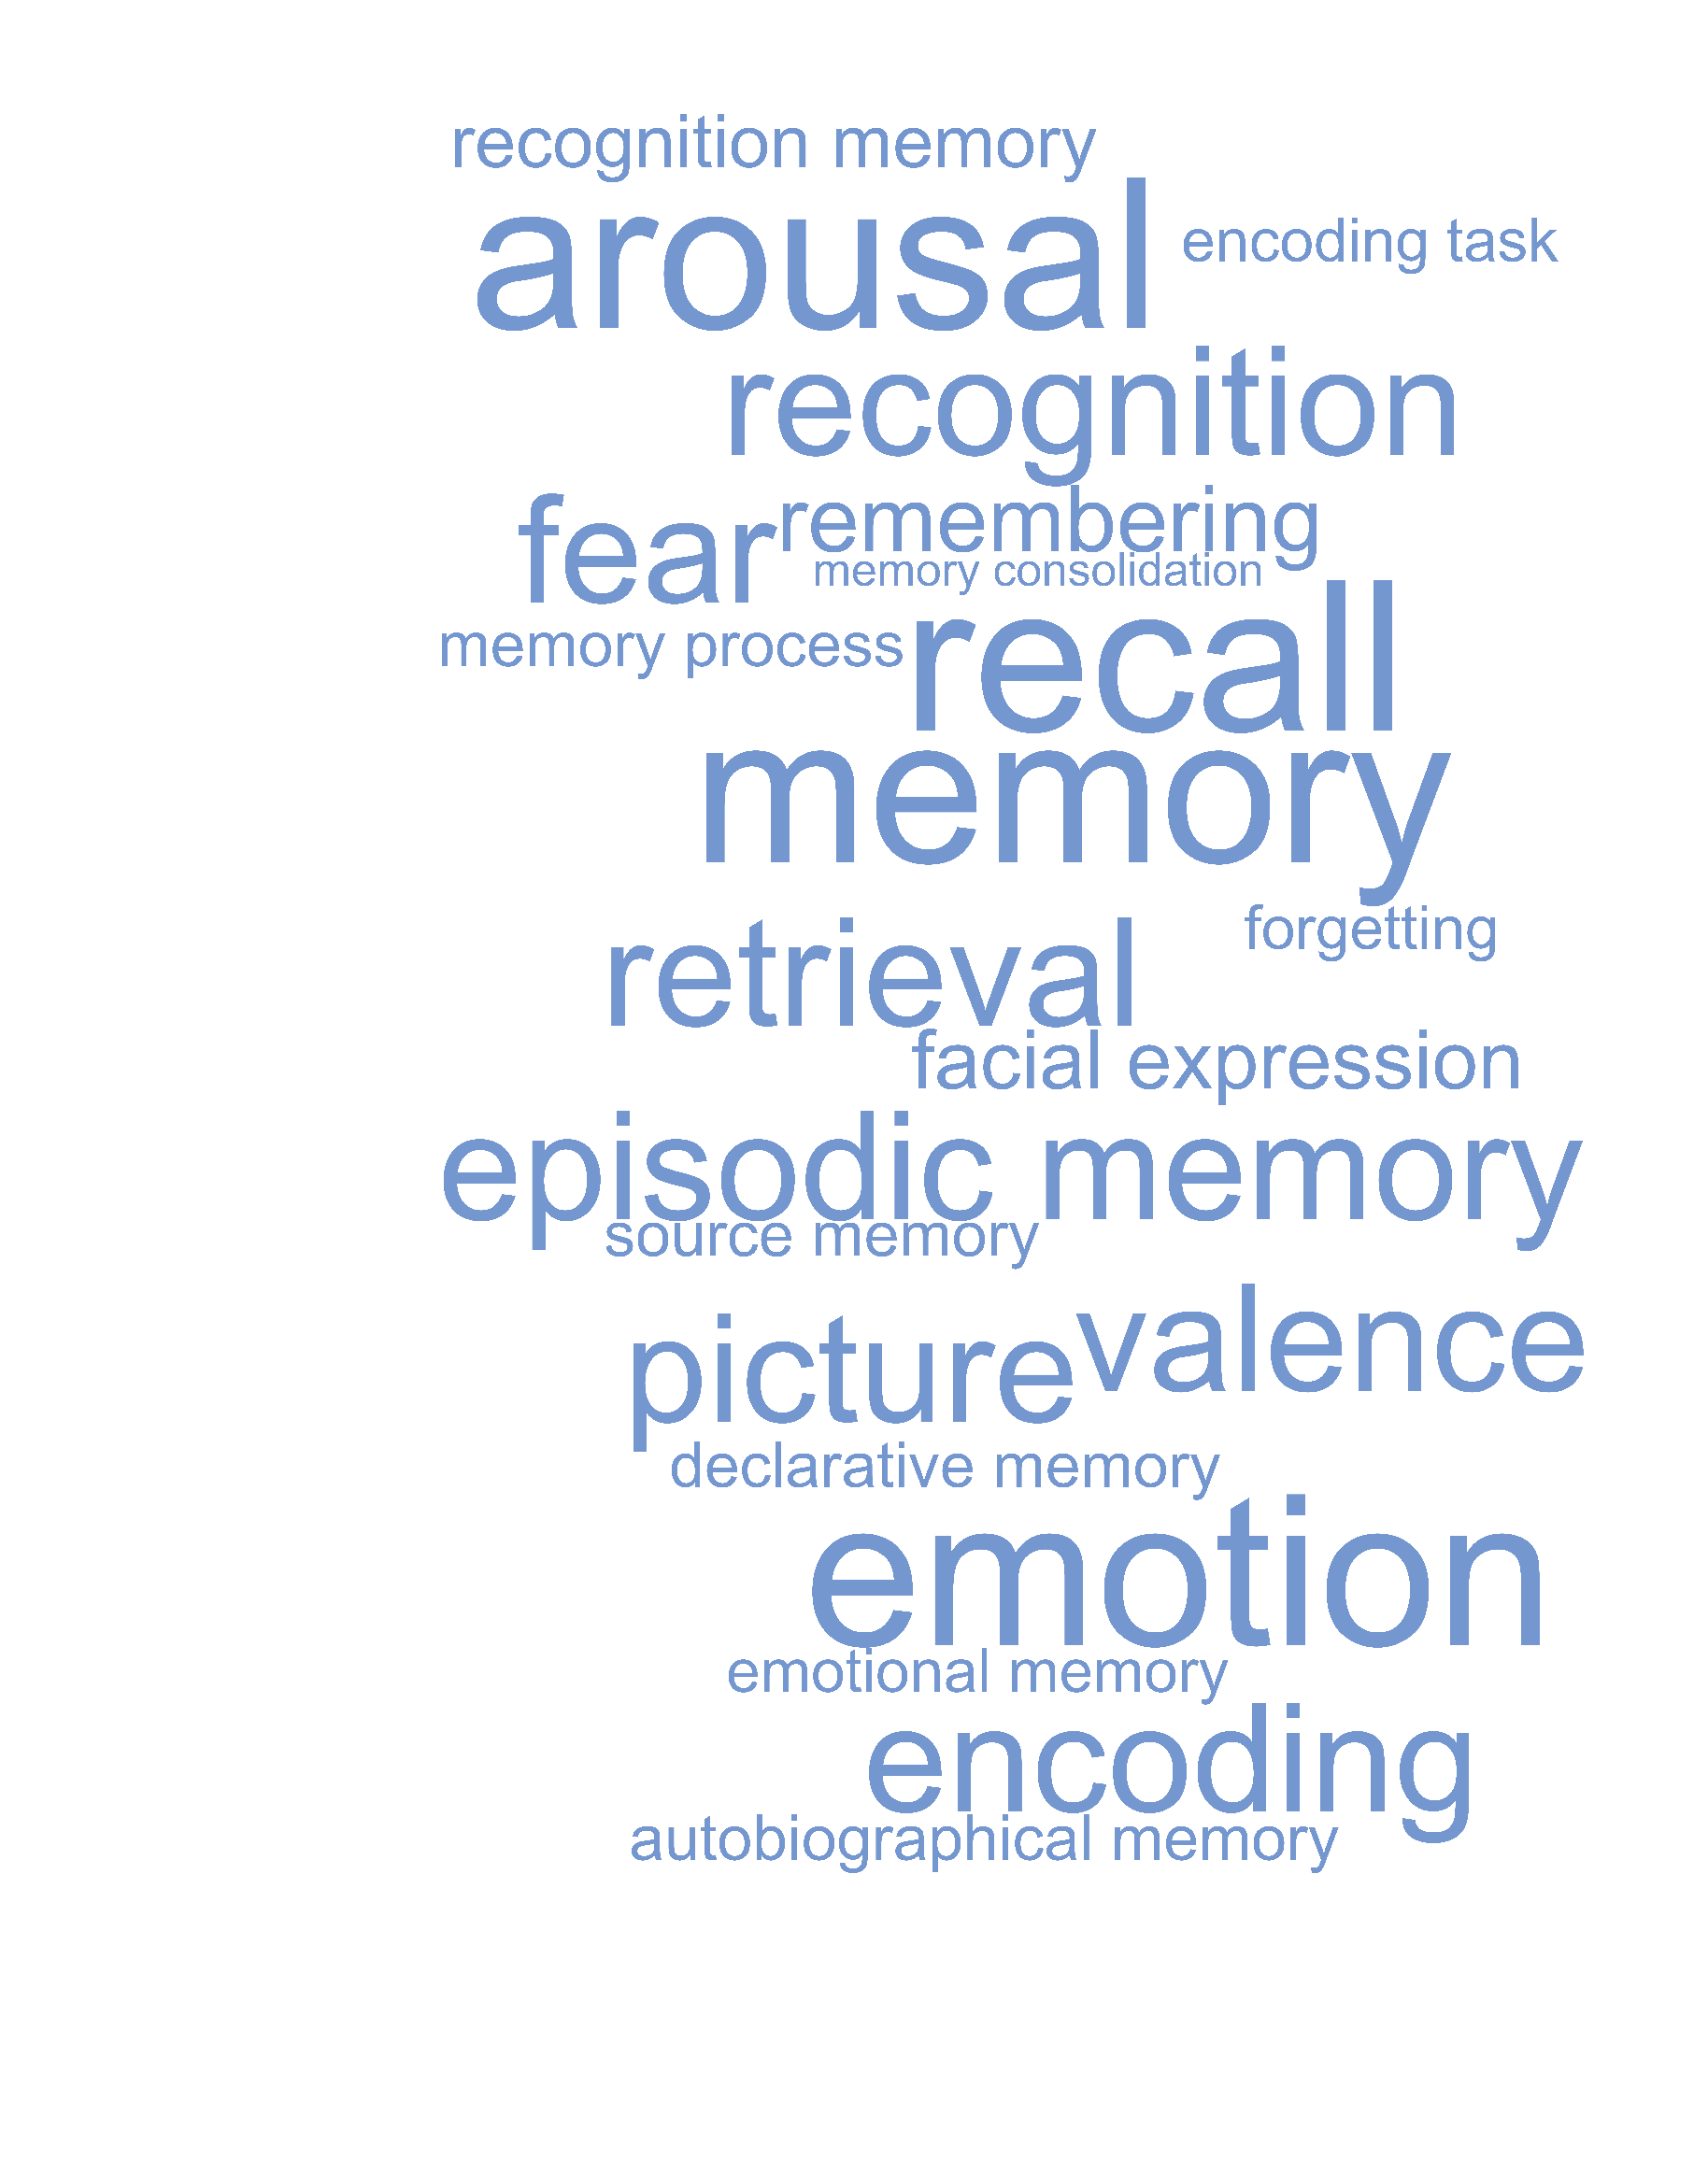 recognition memory
arousal
encoding task
recognition
remembering
fear
memory consolidation
memory process
recall
memory
forgetting
retrieval
facial expression
episodic memory
source memory
valence
picture
declarative memory
emotion
emotional memory
encoding
autobiographical memory